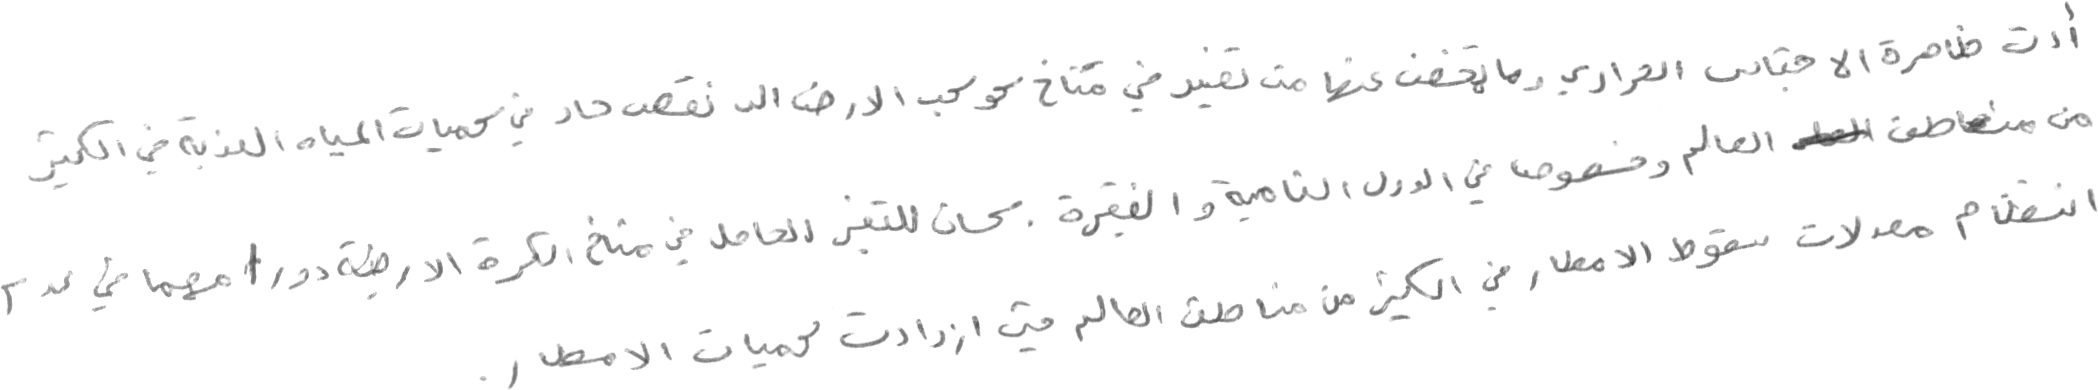 أدت ظاهرة الاحتباس الحراري وما تمخض عنها من تغير في مناخ كوكب الارض الى نقص حاد في كميات المياه العذبة في الكثير
من مناطق العالم وخصوصا في الدول النامية و الفقيرة . كان للتغير الحاصل في مناخ الكرة الارضية دورا مهما في عدم
انتظام معدلات سقوط الامطار في الكثير من مناطق العالم حيث ازدادت كميات الامطار .